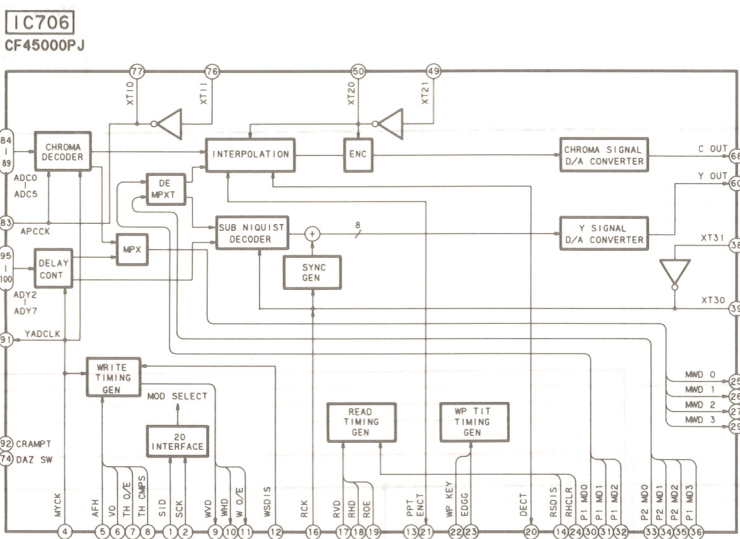 IC706
CF45000PJ
77
76
50
49
XTIO
XTI1
XT2O
XT21
84
89
ADC0
ADC5
CHROMA
DECODER
INTERPOLATION
ENC
CHROMA SIGNAL
D/A CONVERTER
C OUT
68
Y OUT
60
DE
MPXT
83
APCCK
SUB NIQUIST
DECODER
8
Y SIGNAL
D/A CONVERTER
XT31
38
MPX
95
100
DELAY
CONT
ADY2
ADY7
SYNC
GEN
XT30
39
91
YADCLK
WRITE
TIMING
GEN
MOD SELECT
20
INTERFACE
READ
TIMING
GEN
WP TIT
TIMING
GEN
MWD 0
25
MWD 1
26
MWD 2
27
MWD 3
29
92
CRAMPT
74
DAZ SW
MYCK
AFH
VD
TH O/E
TH CMPS
SID
SCK
WVD
WHD
W O/E
WSDIS
RCK
RVD
RHD
ROE
PPT
ENCT
WP KEY
EDGG
DECT
RSDIS
RHCLR
P1 MD0
P1 MD1
P1 MD2
P2 MD0
P2 MD1
P2 MD2
P2 MD2
P1 MD3
4
5
6
7
8
1
2
9
10
11
12
16
17
18
19
13
21
22
23
20
14
24
30
31
32
33
34
35
36